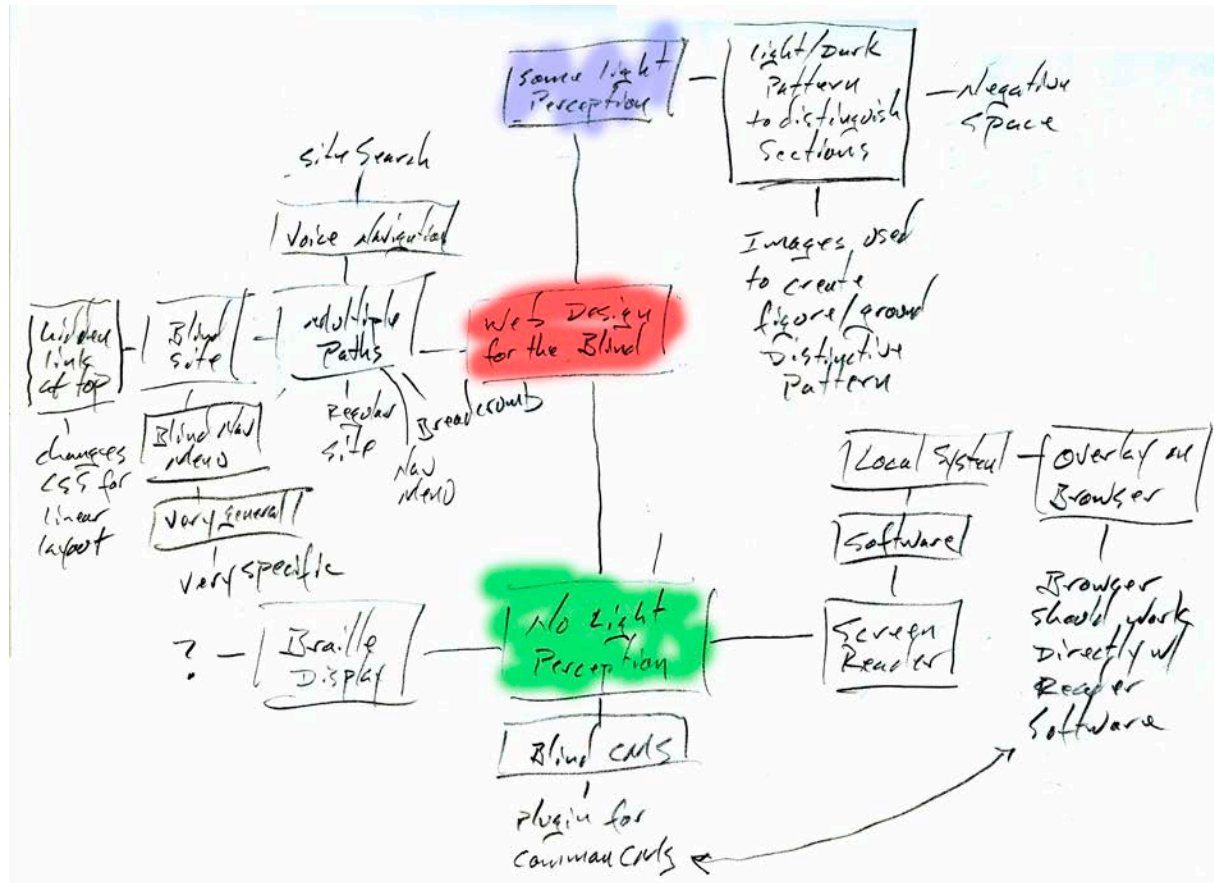 Some light
Perception
Light/Dark
Pattern
to distinguish
Sections
Negative
Space
Images used
to create
figure/ground
Distinctive
Pattern
Site Search
Voice Navigation
Multiple
Paths
Blind
Site
hidden
link
at top
changes
CSS for
linear
layout
Blind Nav
Menu
Very general
Very specific
Regular
Site
Nav
Menu
Breadcrumb
Web Design
for the Blind
Local System
Overlay on
Browser
Software
Screen
Reader
Browser
should work
Directly w/
Reader
Software
No Light
Perception
Braille
Display
?
Blind CMS
plugin for
Common CMS